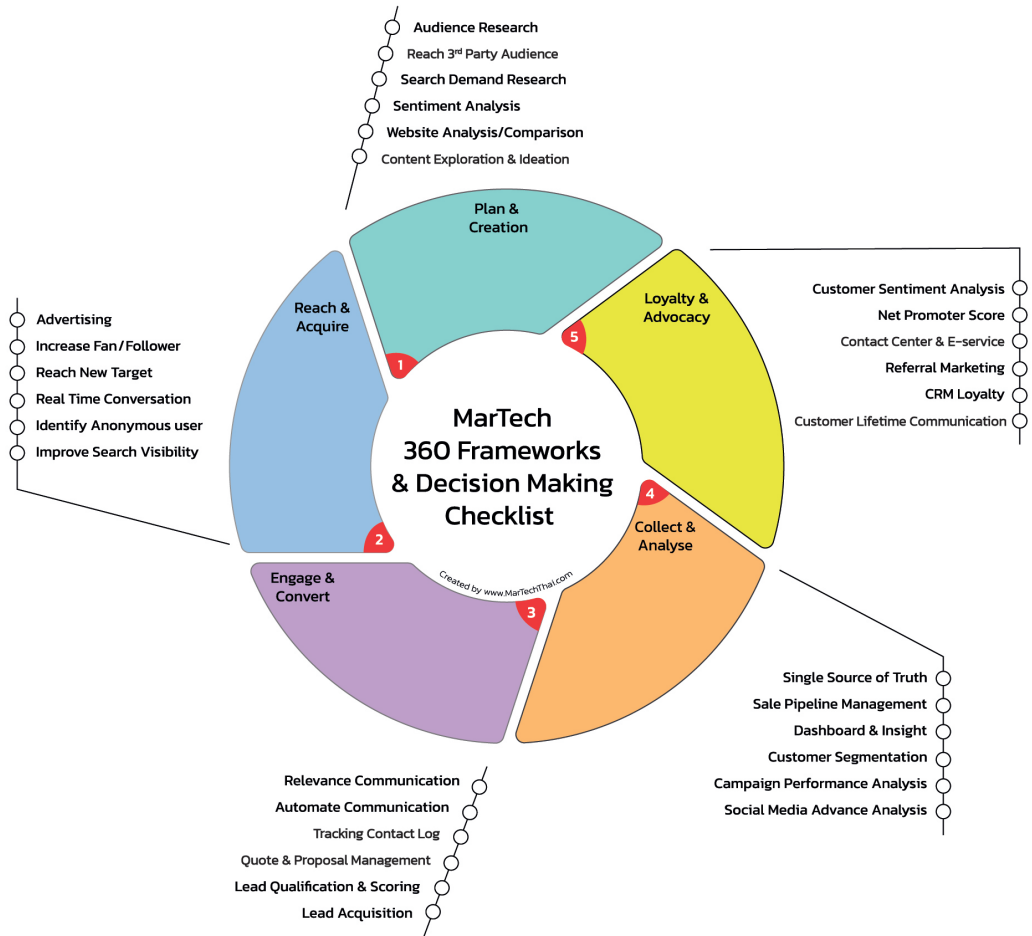 Audience Research
Reach 3rd Party Audience
Search Demand Research
Sentiment Analysis
Website Analysis/Comparison
Content Exploration & Ideation
Plan &
Creation
1
Reach &
Acquire
2
Advertising
Increase Fan/Follower
Reach New Target
Real Time Conversation
Identify Anonymous user
Improve Search Visibility
Engage &
Convert
3
Relevance Communication
Automate Communication
Tracking Contact Log
Quote & Proposal Management
Lead Qualification & Scoring
Lead Acquisition
Collect &
Analyse
4
Single Source of Truth
Sale Pipeline Management
Dashboard & Insight
Customer Segmentation
Campaign Performance Analysis
Social Media Advance Analysis
Loyalty &
Advocacy
5
Customer Sentiment Analysis
Net Promoter Score
Contact Center & E-service
Referral Marketing
CRM Loyalty
Customer Lifetime Communication
MarTech
360 Frameworks
& Decision Making
Checklist
Created by www.MarTechThai.com